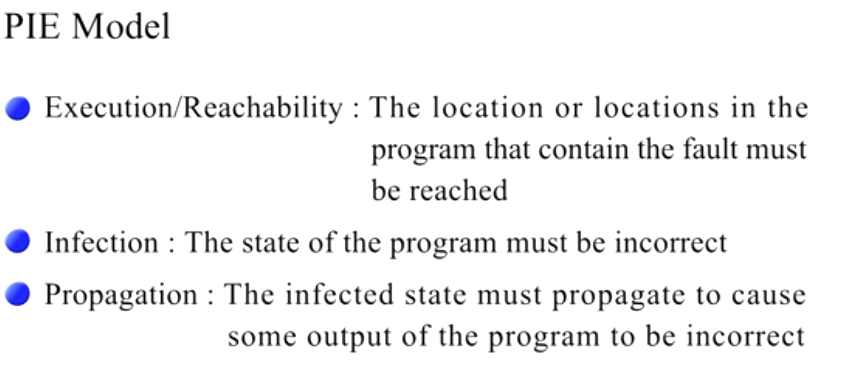 PIE Model
Execution/Reachability : The location or locations in the
program that contain the fault must
be reached
Infection : The state of the program must be incorrect
Propagation : The infected state must propagate to cause
some output of the program to be incorrect